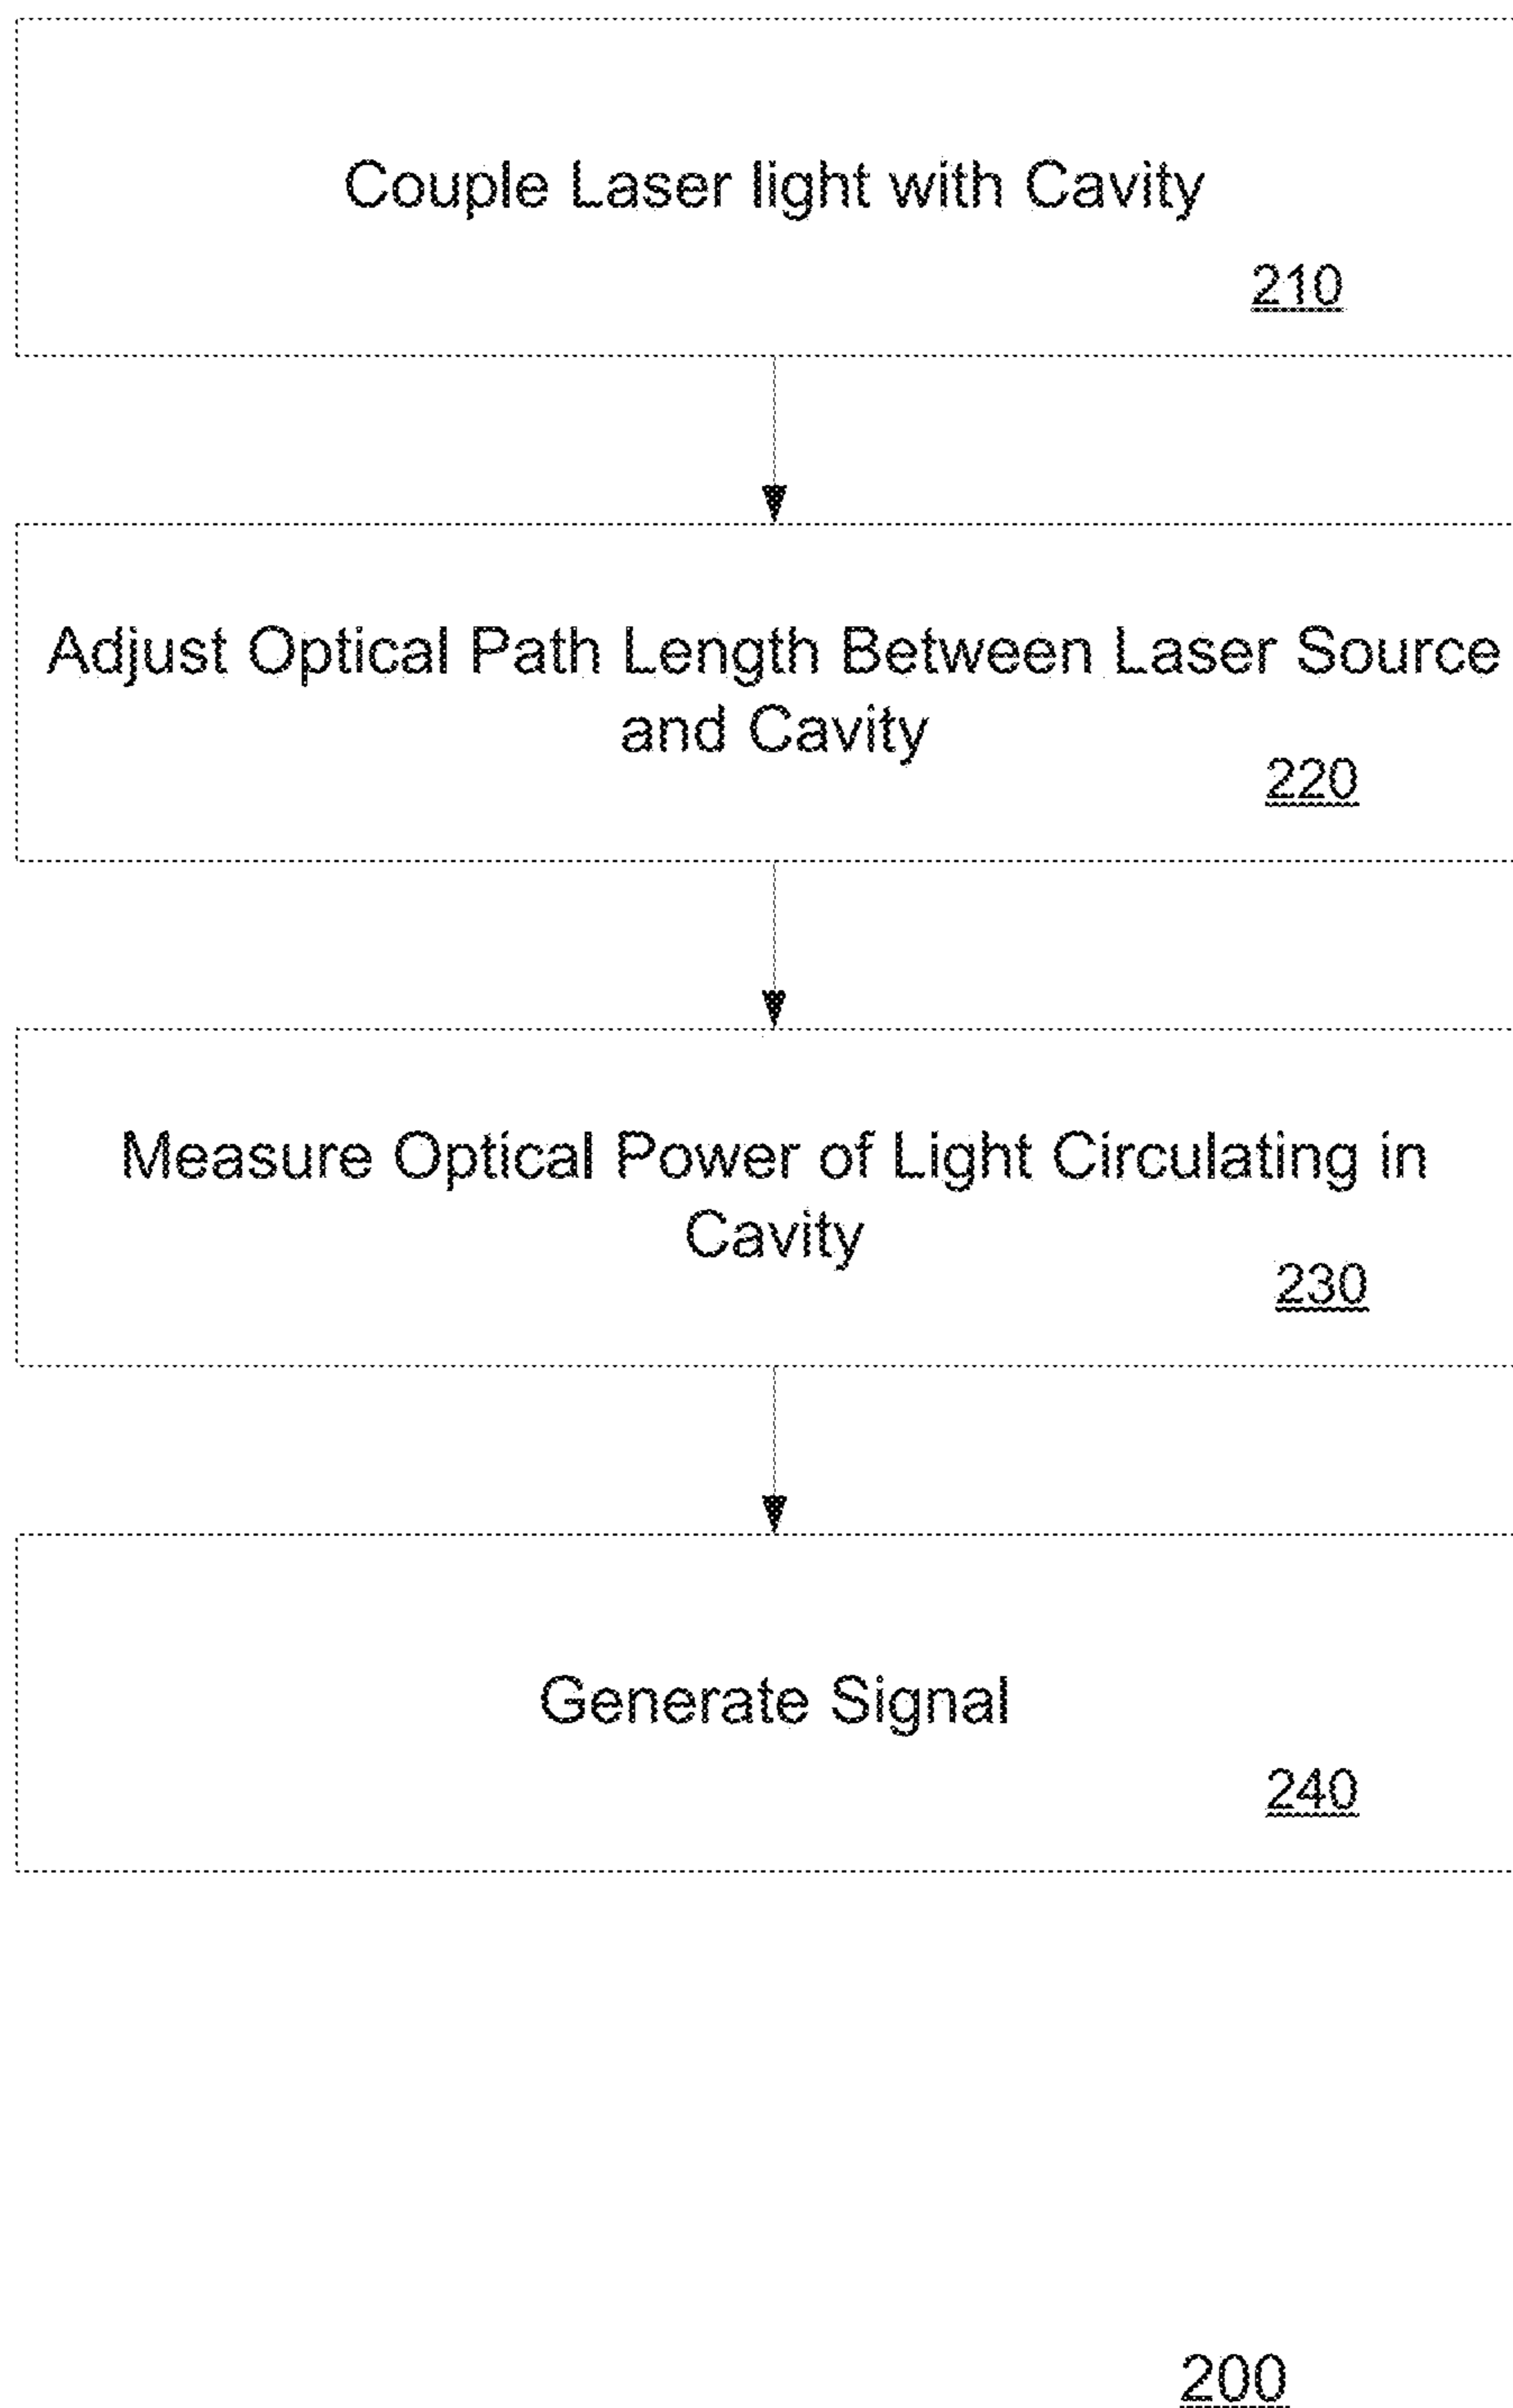 Couple Laser light with Cavity
210
Adjust Optical Path Length Between Laser Source
and Cavity
220
Measure Optical Power of Light Circulating in
Cavity
230
Generate Signal
240
200